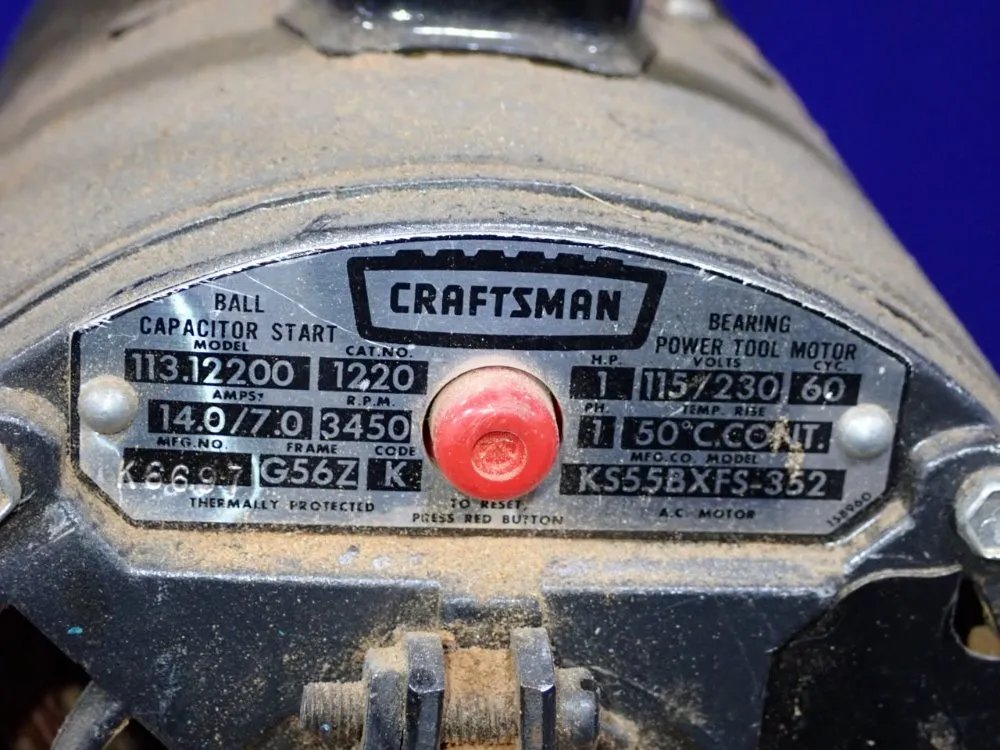 CRAFTSMAN
BALL BEARING
CAPACITOR START POWER TOOL MOTOR
MODEL CAT.NO. H.P. VOLTS CYC.
113.12200 1220 1 115/230 60
AMPS. R.P.M. PH. TEMP. RISE
14.0/7.0 3450 1 50°C.CONT.
MFG.NO. FRAME CODE MFG.CO. MODEL
K6697 G56Z K KS55BXFS-352
THERMALLY PROTECTED TO RESET, A.C. MOTOR
PRESS RED BUTTON
158960